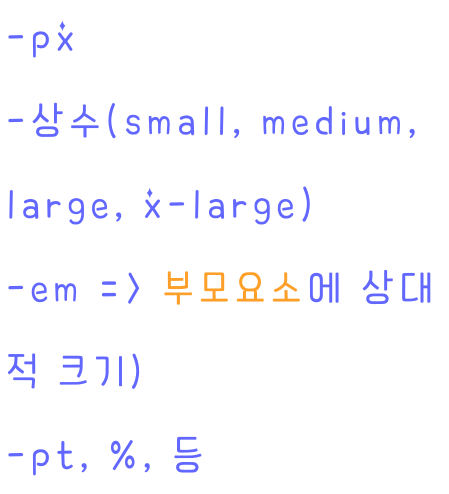 -px
-상수(small, medium,
large, x-large)
-em => 부모요소에 상대
적 크기)
-pt, %, 등